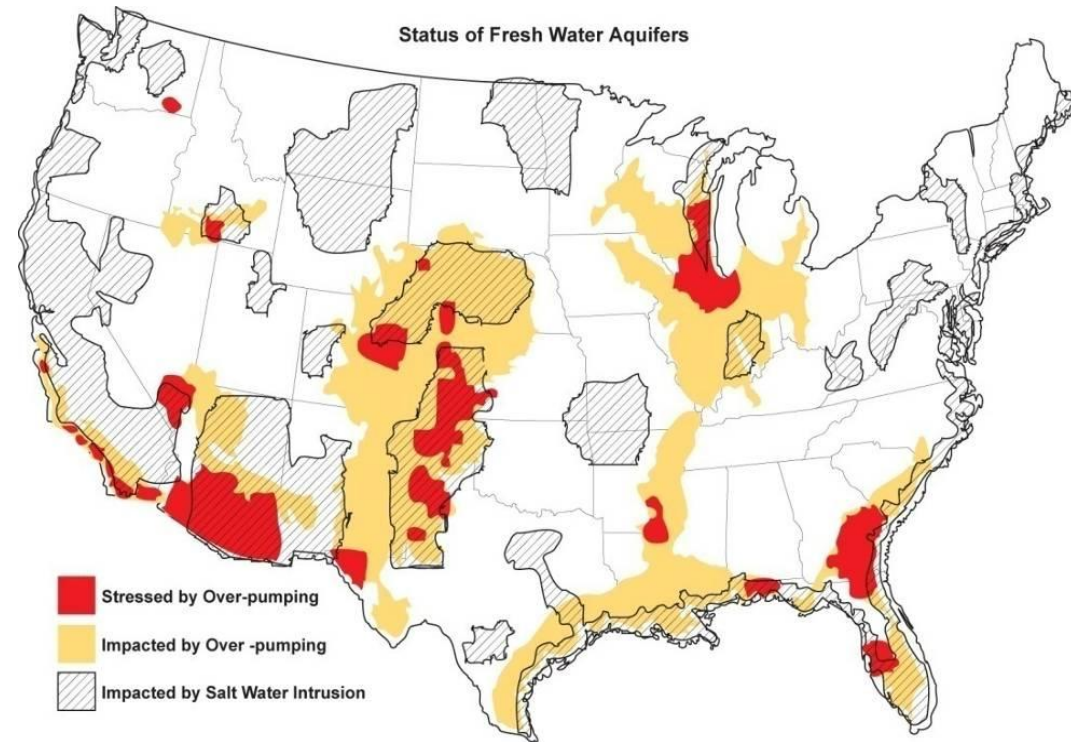 Status of Fresh Water Aquifers
Stressed by Over-pumping
Impacted by Over -pumping
Impacted by Salt Water Intrusion